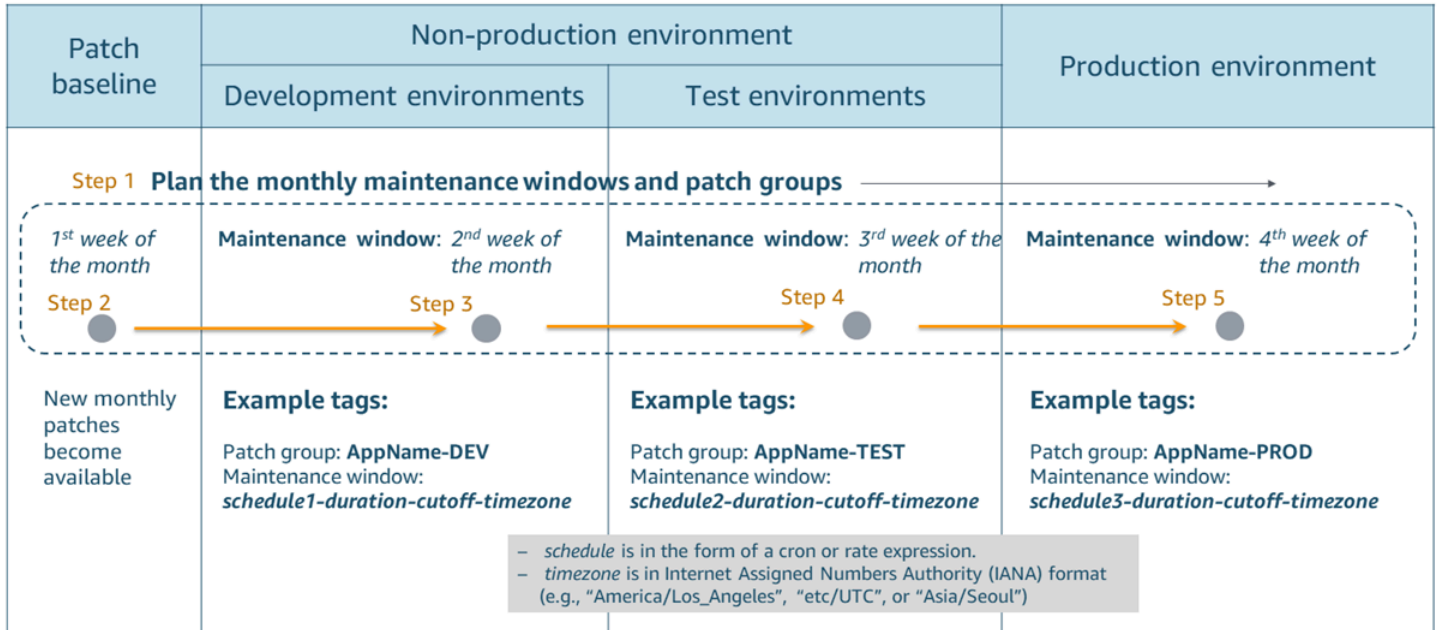 Patch
baseline
Non-production environment
Development environments
Test environments
Production environment
Step 1 Plan the monthly maintenance windows and patch groups
1st week of
the month
Step 2
Maintenance window: 2nd week of
the month
Step 3
Maintenance window: 3rd week of the
month
Step 4
Maintenance window: 4th week of
the month
Step 5
New monthly
patches
become
available
Example tags:
Patch group: AppName-DEV
Maintenance window:
schedule1-duration-cutoff-timezone
Example tags:
Patch group: AppName-TEST
Maintenance window:
schedule2-duration-cutoff-timezone
Example tags:
Patch group: AppName-PROD
Maintenance window:
schedule3-duration-cutoff-timezone
– schedule is in the form of a cron or rate expression.
– timezone is in Internet Assigned Numbers Authority (IANA) format
(e.g., “America/Los_Angeles”, “etc/UTC”, or “Asia/Seoul”)